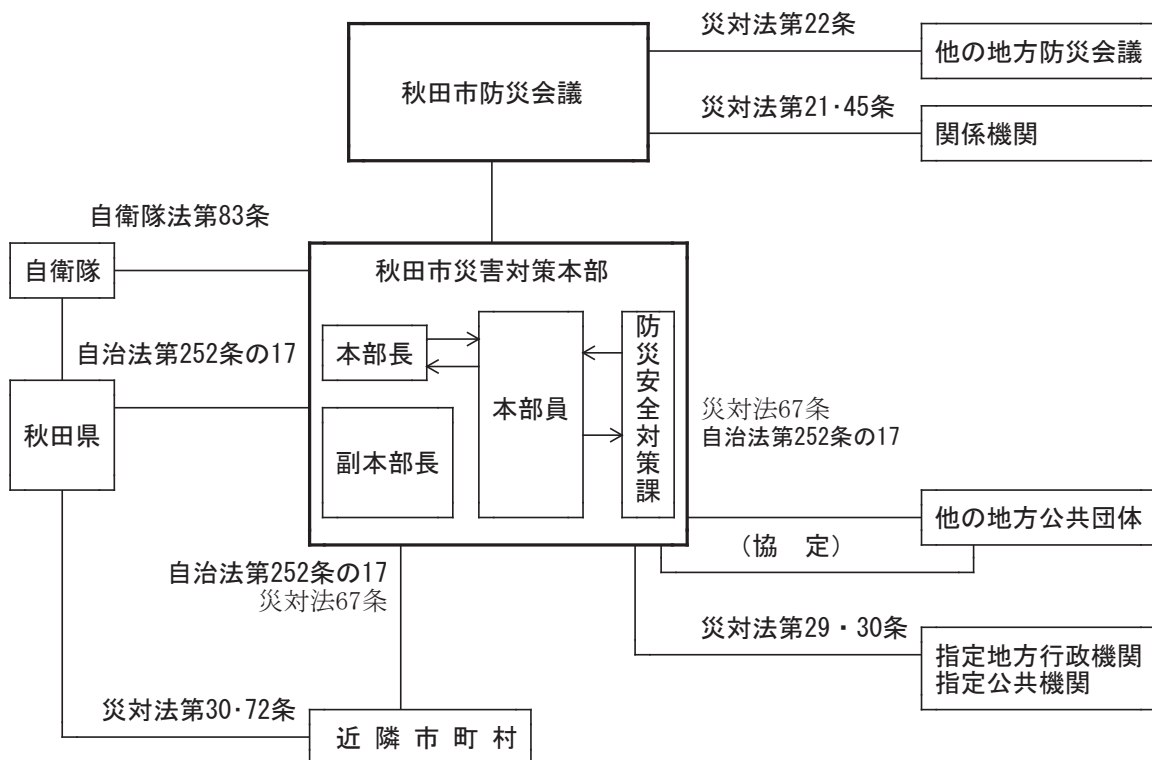 災対法第22条
他の地方防災会議
秋田市防災会議
災対法第21･45条
関係機関
自衛隊法第83条
自衛隊
秋田市災害対策本部
自治法第252条の17
本部長
本部員
防災安全対策課
秋田県
副本部長
災対法67条
自治法第252条の17
他の地方公共団体
（協　定）
自治法第252条の17
災対法67条
災対法第29・30条
指定地方行政機関
指定公共機関
災対法第30･72条
近 隣 市 町 村